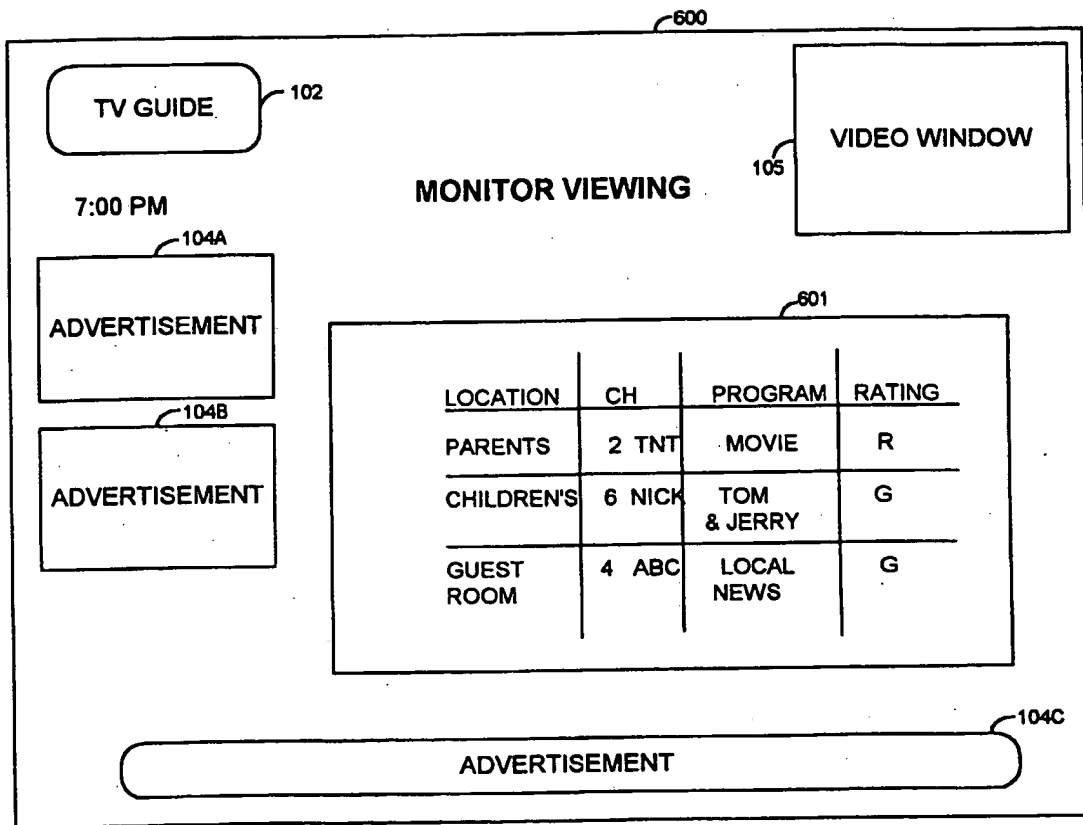 600
TV GUIDE
102
VIDEO WINDOW
105
MONITOR VIEWING
7:00 PM
104A
ADVERTISEMENT
104B
ADVERTISEMENT
601
LOCATION CH PROGRAM RATING
PARENTS 2 TNT MOVIE R
CHILDREN'S 6 NICK TOM G
& JERRY
GUEST 4 ABC LOCAL G
ROOM NEWS
104C
ADVERTISEMENT